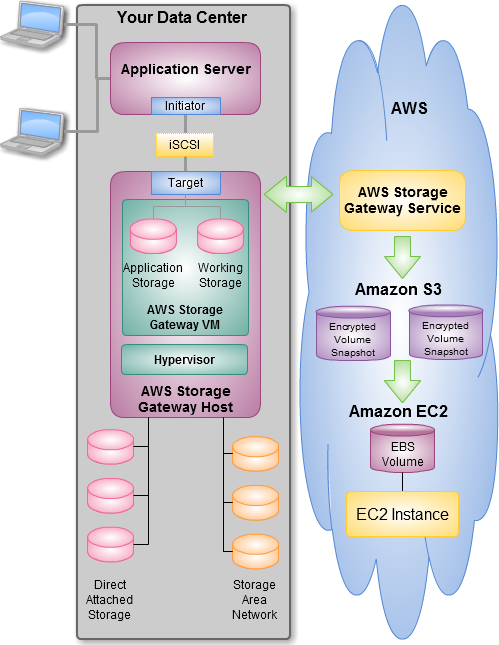 Your Data Center
Application Server
Initiator
iSCSI
Target
Application
Storage
Working
Storage
AWS Storage
Gateway VM
Hypervisor
AWS Storage
Gateway Host
Direct
Attached
Storage
Storage
Area
Network
AWS
AWS Storage
Gateway Service
Amazon S3
Encrypted
Volume
Snapshot
Encrypted
Volume
Snapshot
Amazon EC2
EBS
Volume
EC2 Instance